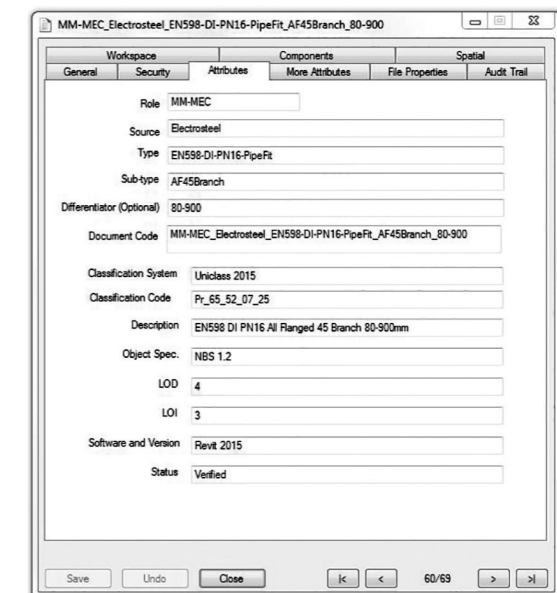 MM-MEC_Electrosteel_EN598-DI-PN16-PipeFit_AF45Branch_80-900
Workspace Components Spatial
General Security Attributes More Attributes File Properties Audit Trail
Role MM-MEC
Source Electrosteel
Type EN598-DI-PN16-PipeFit
Sub-type AF45Branch
Differentiator (Optional) 80-900
Document Code MM-MEC_Electrosteel_EN598-DI-PN16-PipeFit_AF45Branch_80-900
Classification System Uniclass 2015
Classification Code Pr_65_52_07_25
Description EN598 DI PN16 All Flanged 45 Branch 80-900mm
Object Spec. NBS 1.2
LOD 4
LOI 3
Software and Version Revit 2015
Status Verified
Save Undo Close |< < 60/69 > >|